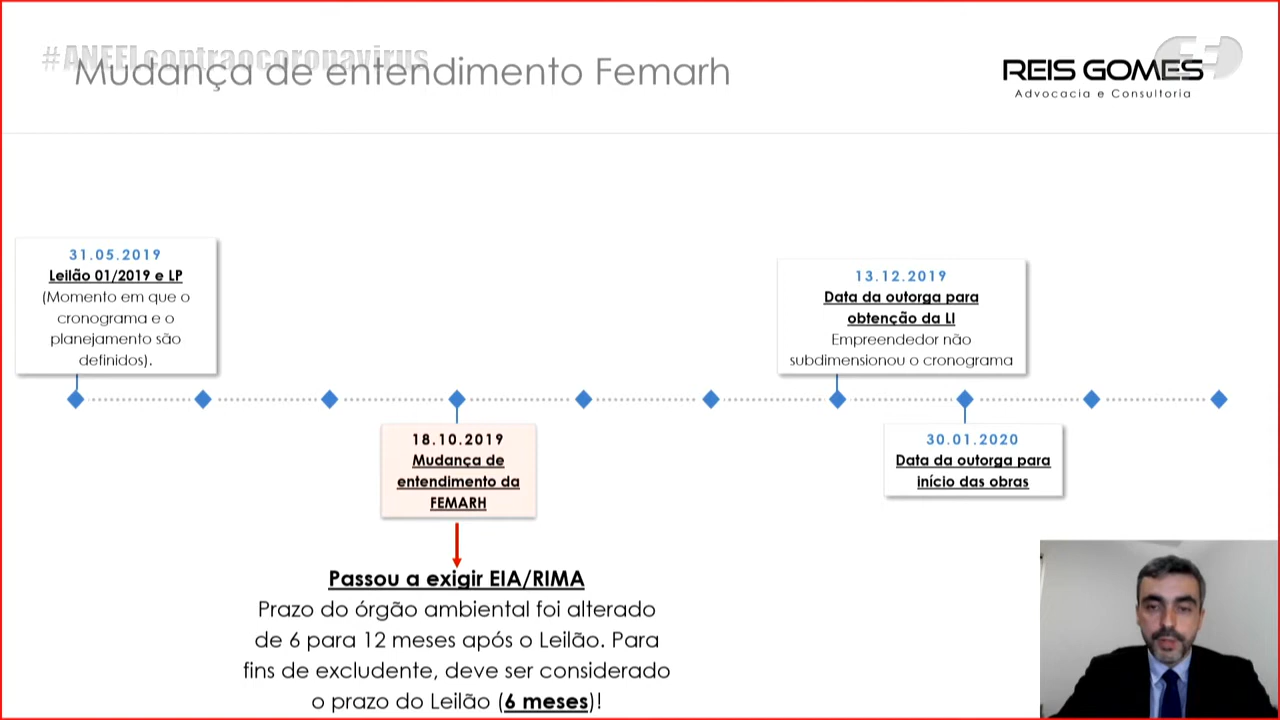 #ANEELcontraocoronavirus
Mudança de entendimento Femarh
REIS GOMES
Advocacia e Consultoria
31.05.2019
Leilão 01/2019 e LP
(Momento em que o
cronograma e o
planejamento são
definidos).
13.12.2019
Data da outorga para
obtenção da LI
Empreendedor não
subdimensionou o cronograma
18.10.2019
Mudança de
entendimento da
FEMARH
30.01.2020
Data da outorga para
início das obras
Passou a exigir EIA/RIMA
Prazo do órgão ambiental foi alterado
de 6 para 12 meses após o Leilão. Para
fins de excludente, deve ser considerado
o prazo do Leilão (6 meses)!